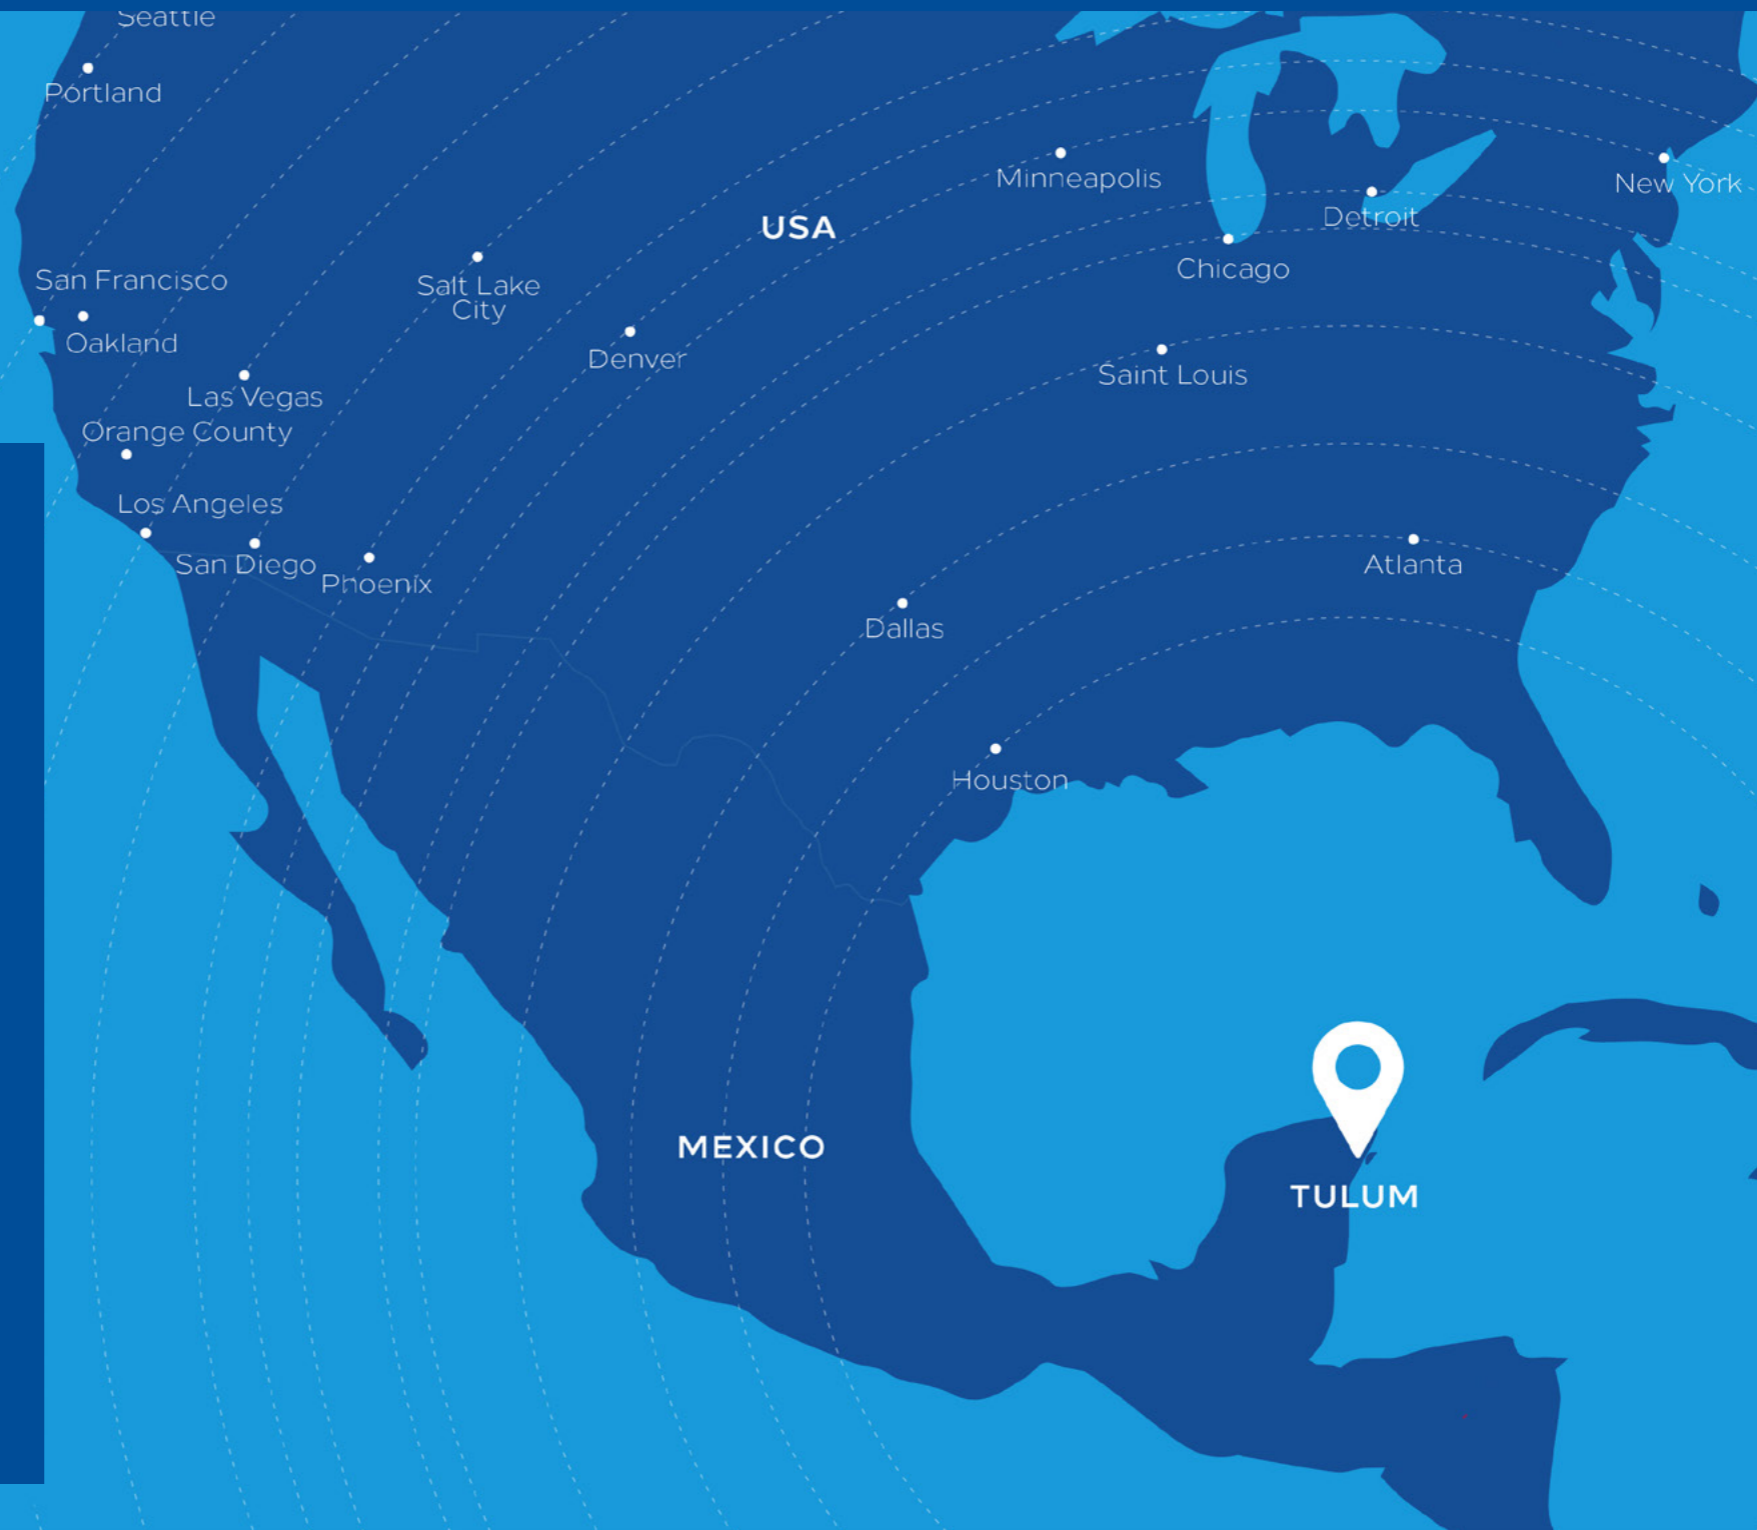 Seattle
Portland
Minneapolis
New York
Detroit
USA
Chicago
San Francisco
Salt Lake
City
Oakland
Denver
Saint Louis
Las Vegas
Orange County
Los Angeles
San Diego
Phoenix
Atlanta
Dallas
Houston
MEXICO
TULUM